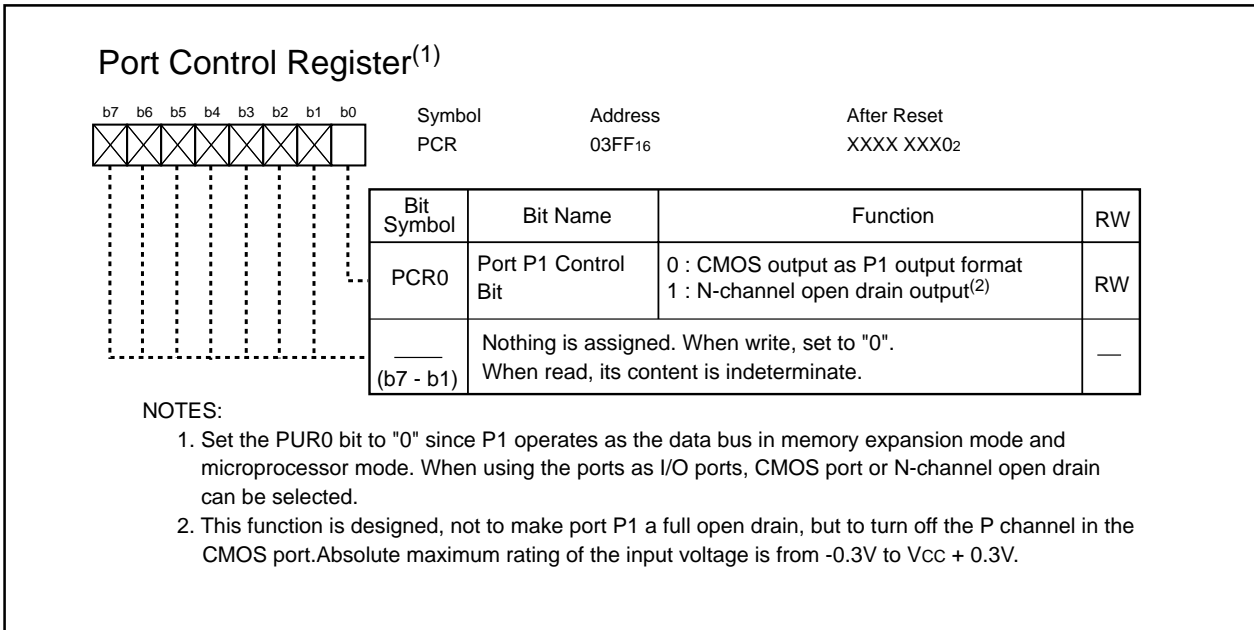 Port Control Register(1)
b7 b6 b5 b4 b3 b2 b1 b0
Symbol Address After Reset
PCR 03FF16 XXXX XXX02
Bit Symbol Bit Name Function RW
PCR0 Port P1 Control Bit 0 : CMOS output as P1 output format
1 : N-channel open drain output(2) RW
(b7 - b1) Nothing is assigned. When write, set to "0".
When read, its content is indeterminate. —
NOTES:
1. Set the PUR0 bit to "0" since P1 operates as the data bus in memory expansion mode and
microprocessor mode. When using the ports as I/O ports, CMOS port or N-channel open drain
can be selected.
2. This function is designed, not to make port P1 a full open drain, but to turn off the P channel in the
CMOS port.Absolute maximum rating of the input voltage is from -0.3V to VCC + 0.3V.